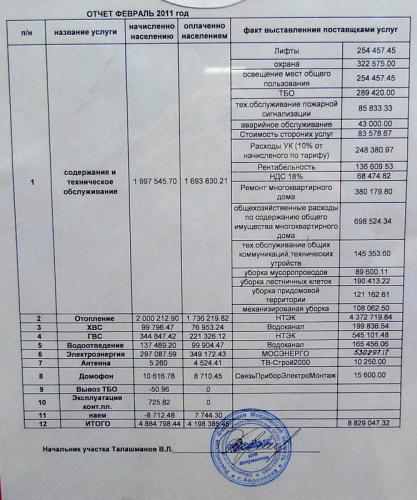 ОТЧЕТ ФЕВРАЛЬ 2011 год
п/н название услуги начислено населению оплачено населением факт выставления поставщиками услуг
1 содержание и техническое обслуживание 1 997 545.70 1 693 830.21
Лифты 254 457.45
охрана 322 575.00
освещение мест общего пользования 254 457.45
ТБО 289 420.00
тех.обслуживание пожарной сигнализации 85 833.33
аварийное обслуживание 43 000.00
Стоимость стороних услуг 83 578.67
Расходы УК (10% от начисленого по тарифу) 248 380.97
Рентабельность 136 609.53
НДС 18% 68 474.82
Ремонт многоквартирного дома 380 179.80
общехозяйственные расходы по содержанию общего имущества многоквартирного дома 698 524.34
тех.обслуживание общих коммуникаций,технических утройств 145 353.60
уборка мусоропроводов 89 600.11
уборка лестничных клеток 190 413.22
уборка придомовой территории 121 162.61
механизированая уборка 108 062.50
2 Отопление 2 000 212.90 1 736 219.82 НТЭК 4 372 719.84
3 ХВС 99 796.47 76 953.24 Водоканал 199 836.54
4 ГВС 344 847.42 221 326.12 НТЭК 345 2101.48
5 Водоотведение 137 469.20 99 904.47 Водоканал 165 456.06
6 Электроэнергия 297 087.59 349 172.43 МОСЭНЕРГО 530297.17
7 Антенна 5 260 4 524.41 ТВ-Строй2000 10 250.00
8 Домофон 10 616.78 8 710.45 СвязьПриборЭлектроМонтаж 15 600.00
9 Вывоз ТБО -50.96 0
10 Эксплуатация конт.пл. 725.82 0
11 наем -8 712.48 7 744.30
12 ИТОГО 4 884 798.44 4 198 385.45 8 829 047.32
Начальник участка Талашманов В.Л.
для документов